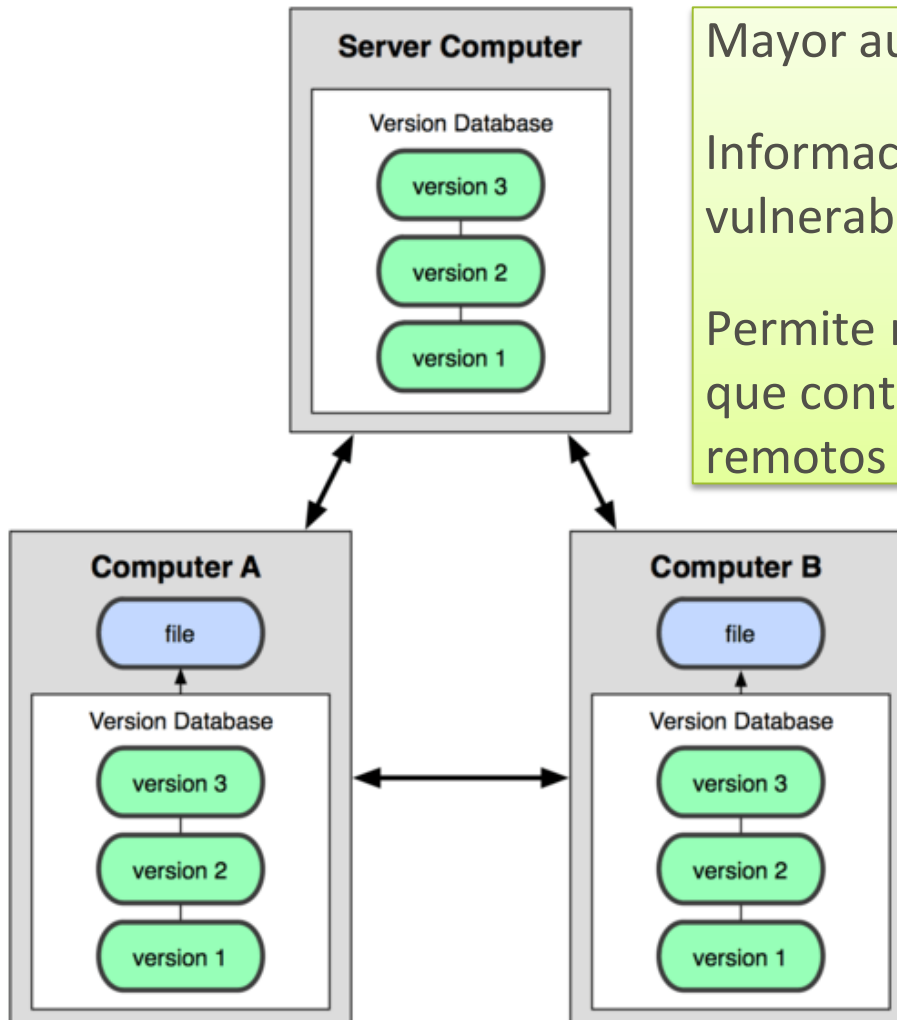 Server Computer
Version Database
version 3
version 2
version 1
Mayor
Informac
vulnerab
Permite
que cont
remotos
Computer A
file
Version Database
version 3
version 2
version 1
Computer B
file
Version Database
version 3
version 2
version 1